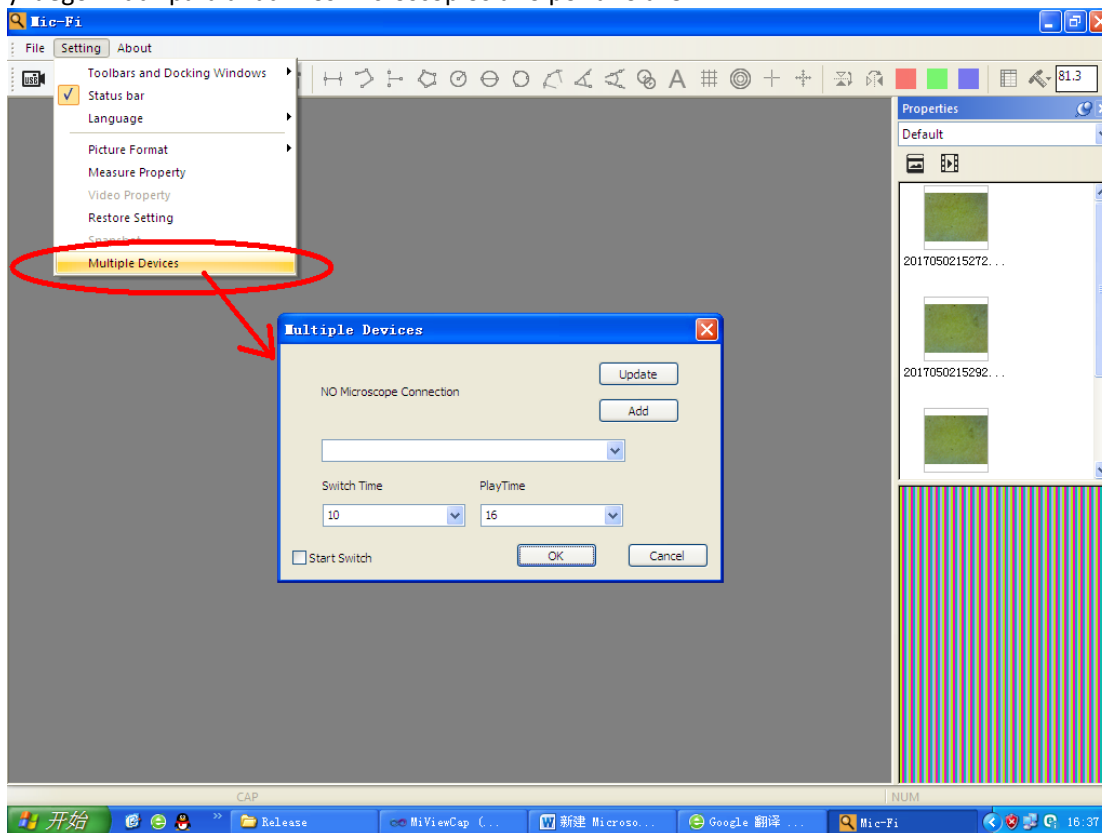 Mic-Fi
File Setting About
Toolbars and Docking Windows
Status bar
Language
Picture Format
Measure Property
Video Property
Restore Setting
Snapshot
Multiple Devices
A
81.3
Properties
Default
2017050215272...
2017050215292...
Multiple Devices
NO Microscope Connection
Update
Add
Switch Time PlayTime
10 16
Start Switch OK Cancel
CAP NUM
开始 Release MiViewCap (... 新建 Microso... Google 翻译 ... Mic-Fi 16:37